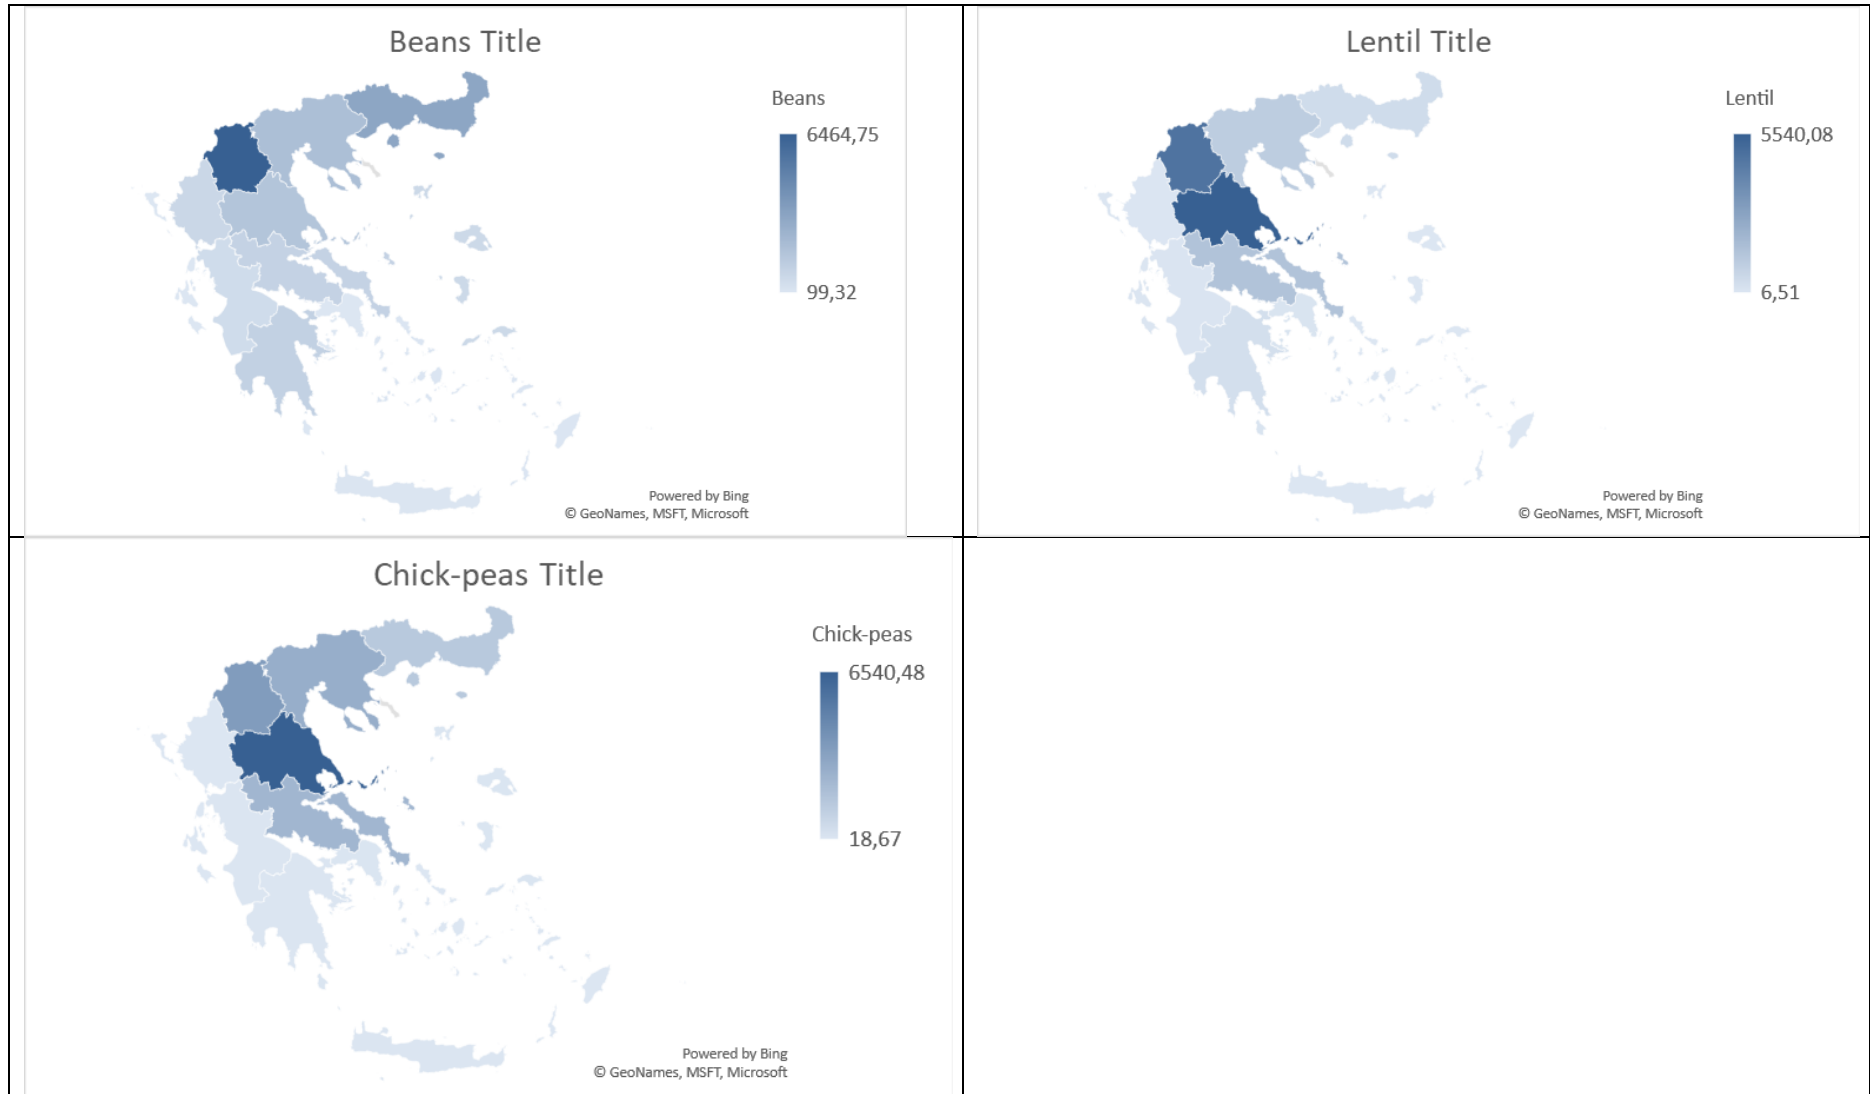 Beans Title
Beans
6464,75
99,32
Powered by Bing
© GeoNames, MSFT, Microsoft
Lentil Title
Lentil
5540,08
6,51
Powered by Bing
© GeoNames, MSFT, Microsoft
Chick-peas Title
Chick-peas
6540,48
18,67
Powered by Bing
© GeoNames, MSFT, Microsoft